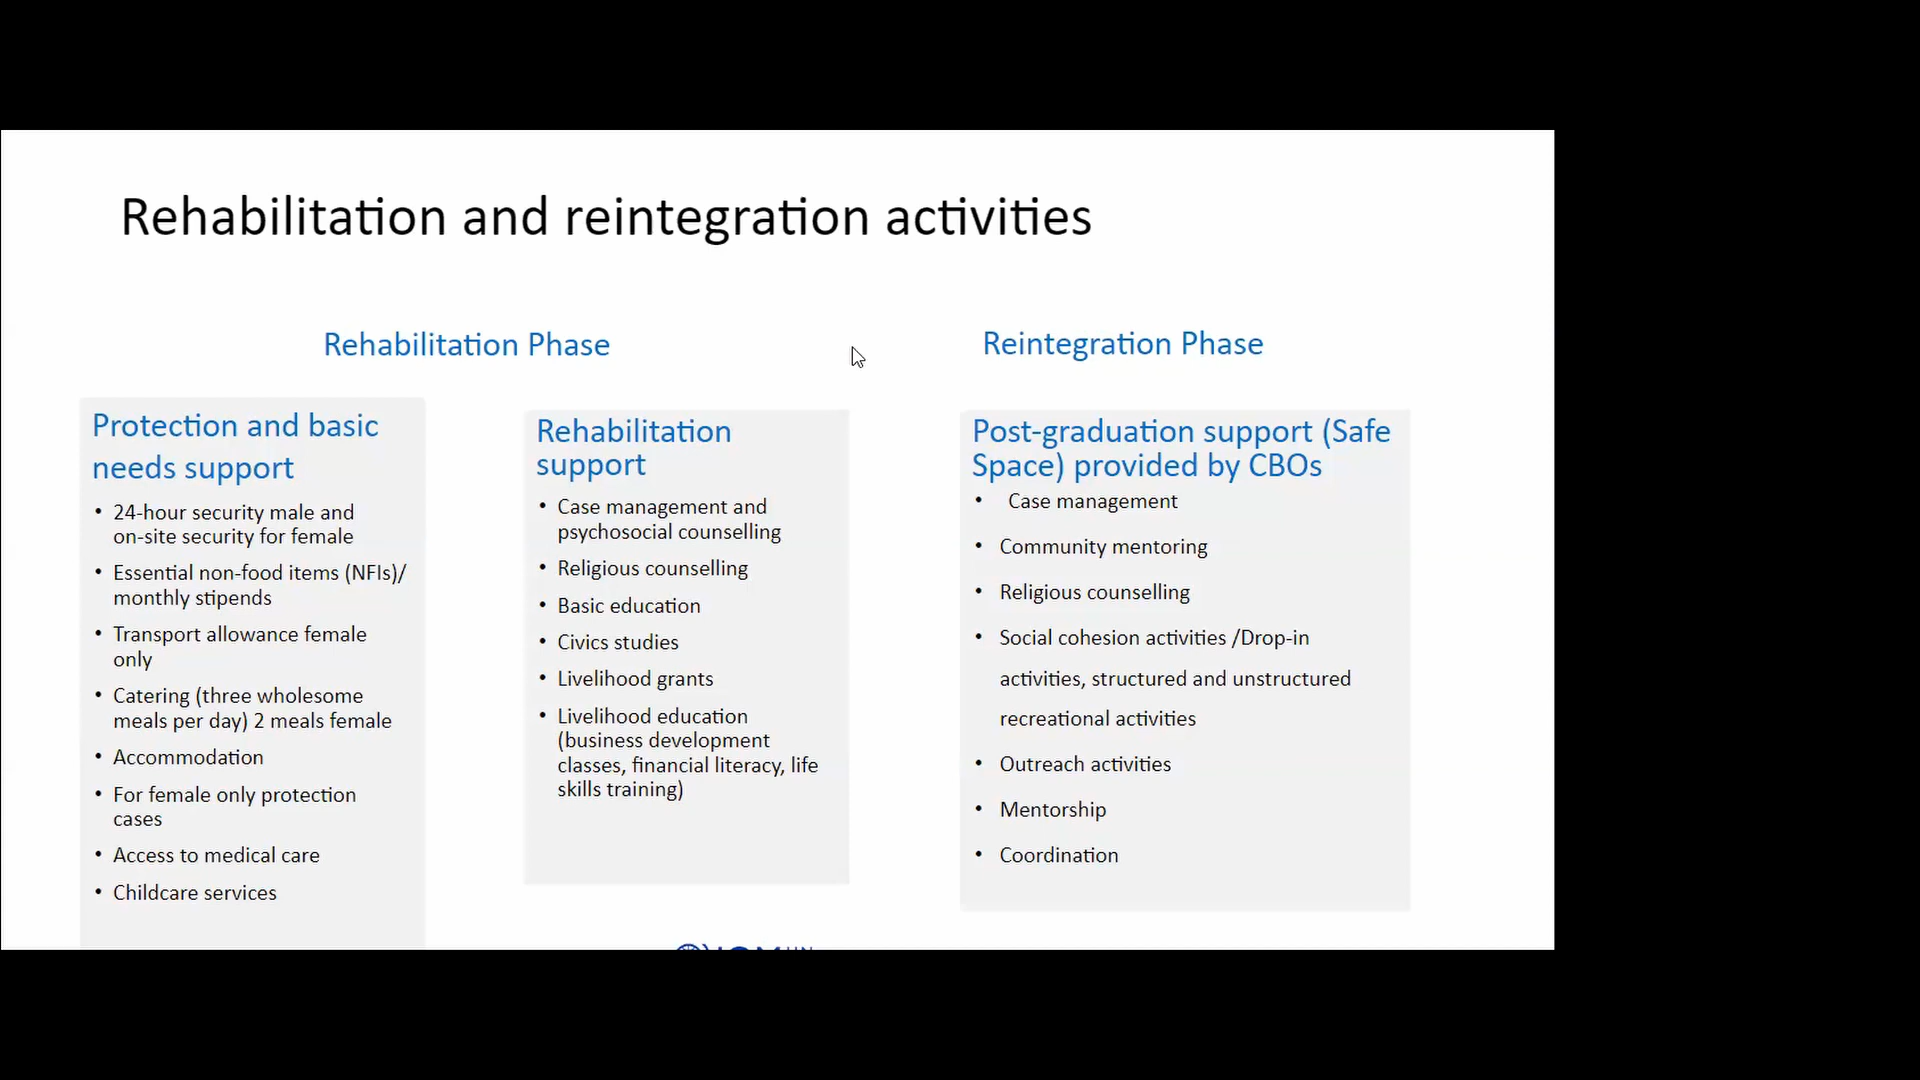 Rehabilitation and reintegration activities
Rehabilitation Phase
Protection and basic
needs support
• 24-hour security male and
on-site security for female
• Essential non-food items (NFIs)/
monthly stipends
• Transport allowance female
only
• Catering (three wholesome
meals per day) 2 meals female
• Accommodation
• For female only protection
cases
• Access to medical care
• Childcare services
Rehabilitation
support
• Case management and
psychosocial counselling
• Religious counselling
• Basic education
• Civics studies
• Livelihood grants
• Livelihood education
(business development
classes, financial literacy, life
skills training)
Reintegration Phase
Post-graduation support (Safe
Space) provided by CBOs
• Case management
• Community mentoring
• Religious counselling
• Social cohesion activities /Drop-in
activities, structured and unstructured
recreational activities
• Outreach activities
• Mentorship
• Coordination